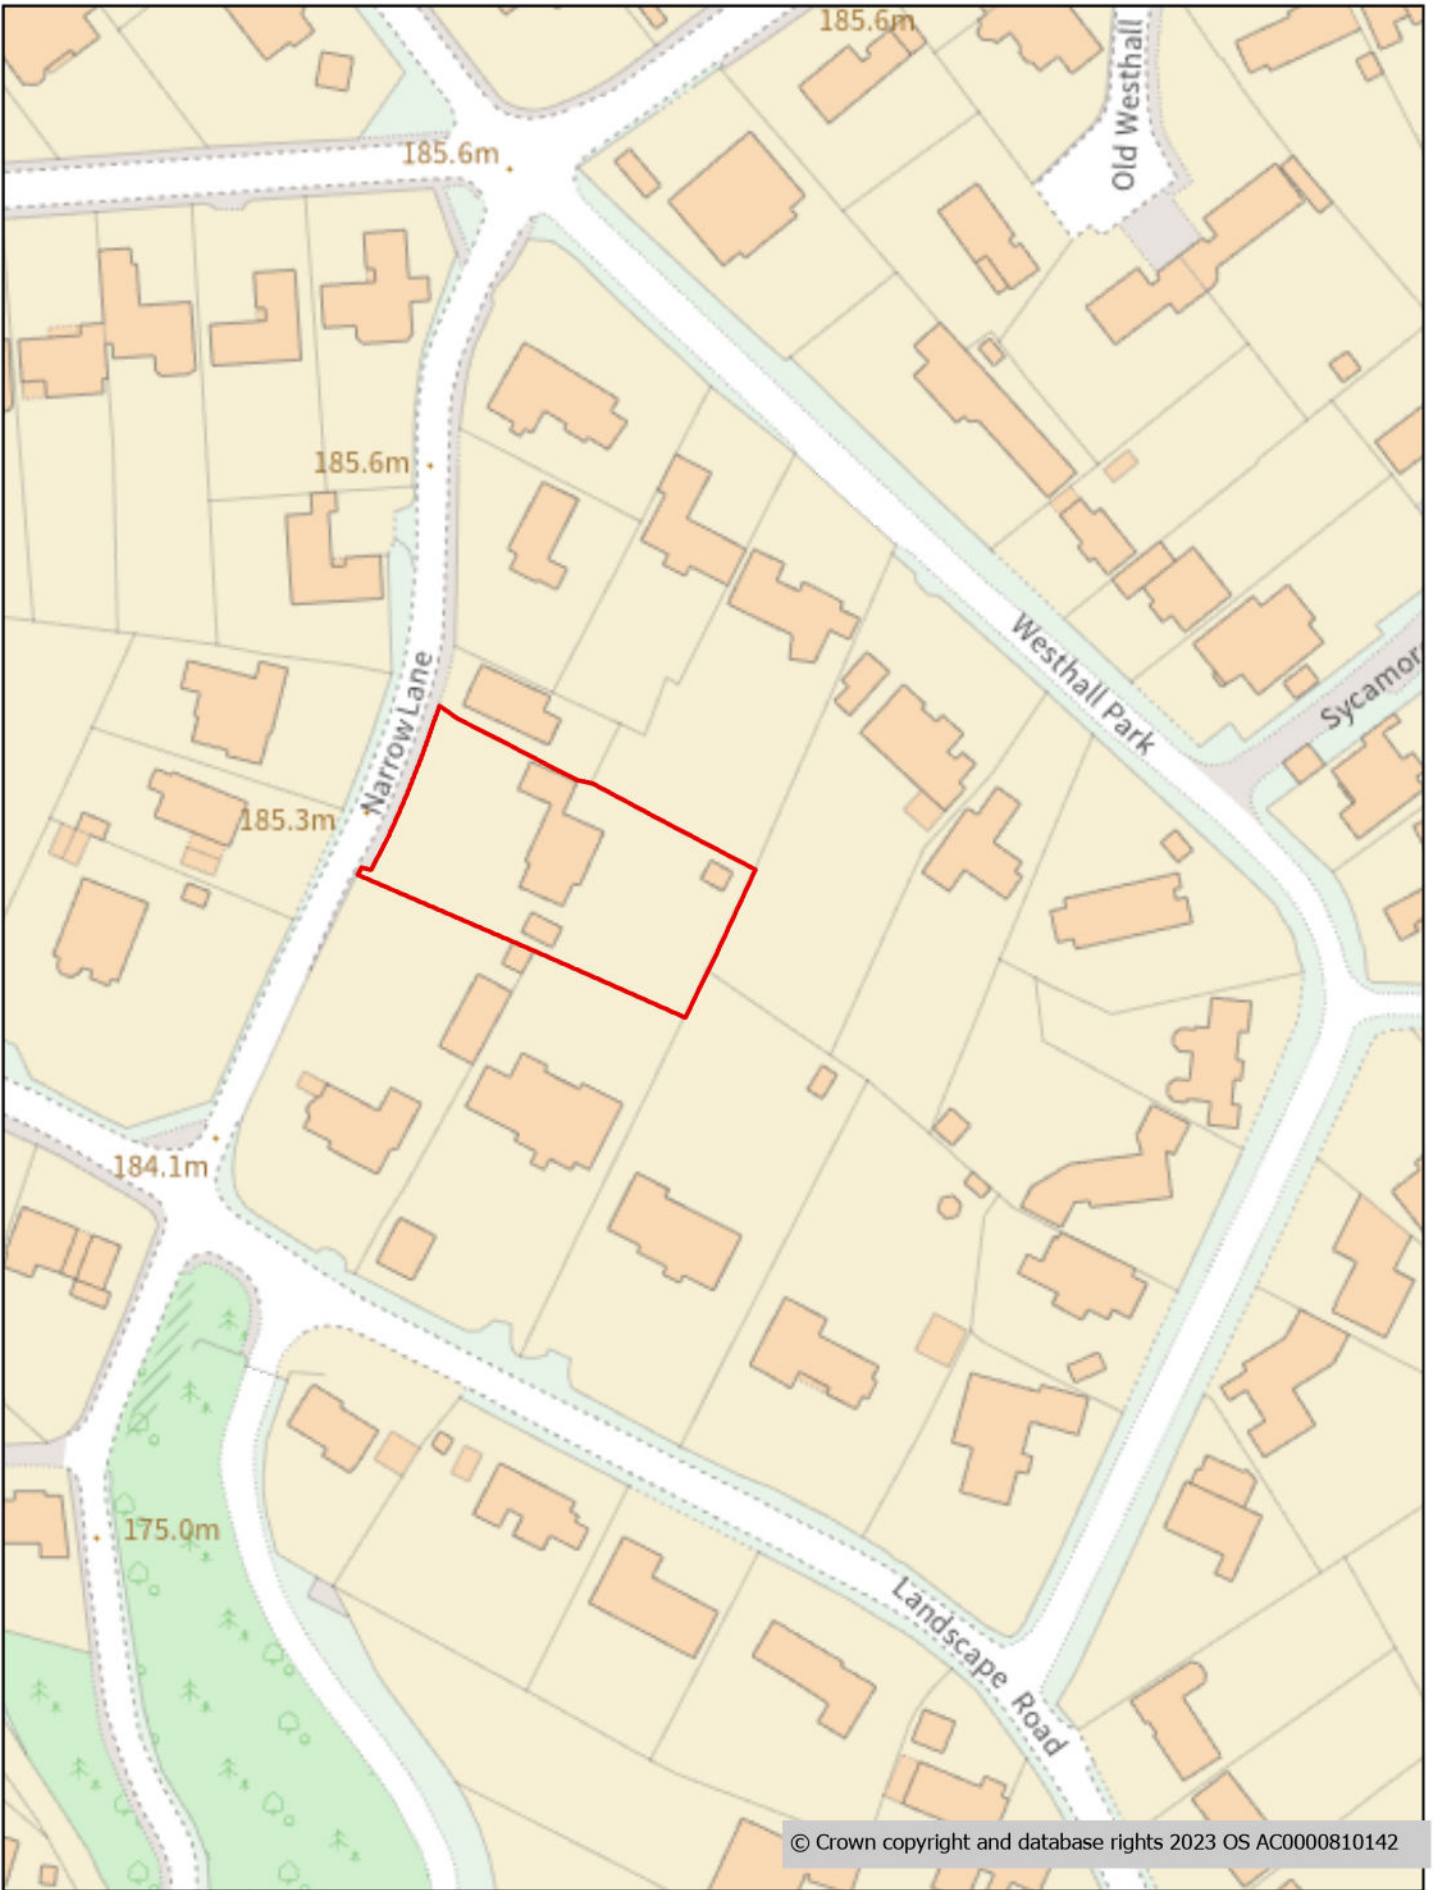 185.6m
Old Westhall
185.6m
185.6m
Westhall Park
Narrow Lane
185.3m
184.1m
175.0m
Landscape Road
© Crown copyright and database rights 2023 OS AC0000810142